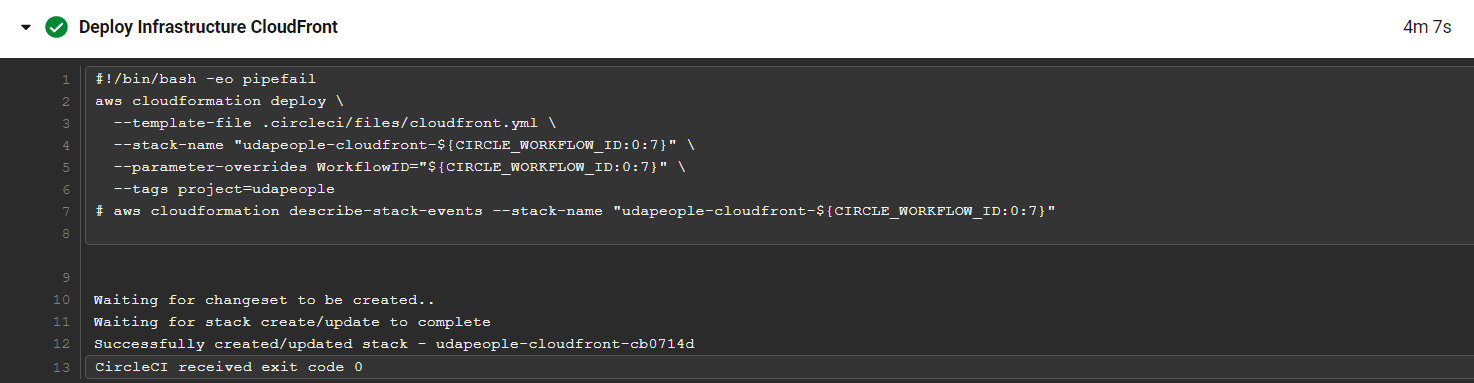 Deploy Infrastructure CloudFront 4m 7s
1 #!/bin/bash -eo pipefail
2 aws cloudformation deploy \
3   --template-file .circleci/files/cloudfront.yml \
4   --stack-name "udapeople-cloudfront-${CIRCLE_WORKFLOW_ID:0:7}" \
5   --parameter-overrides WorkflowID="${CIRCLE_WORKFLOW_ID:0:7}" \
6   --tags project=udapeople
7 # aws cloudformation describe-stack-events --stack-name "udapeople-cloudfront-${CIRCLE_WORKFLOW_ID:0:7}"
8
9
10 Waiting for changeset to be created..
11 Waiting for stack create/update to complete
12 Successfully created/updated stack - udapeople-cloudfront-cb0714d
13 CircleCI received exit code 0